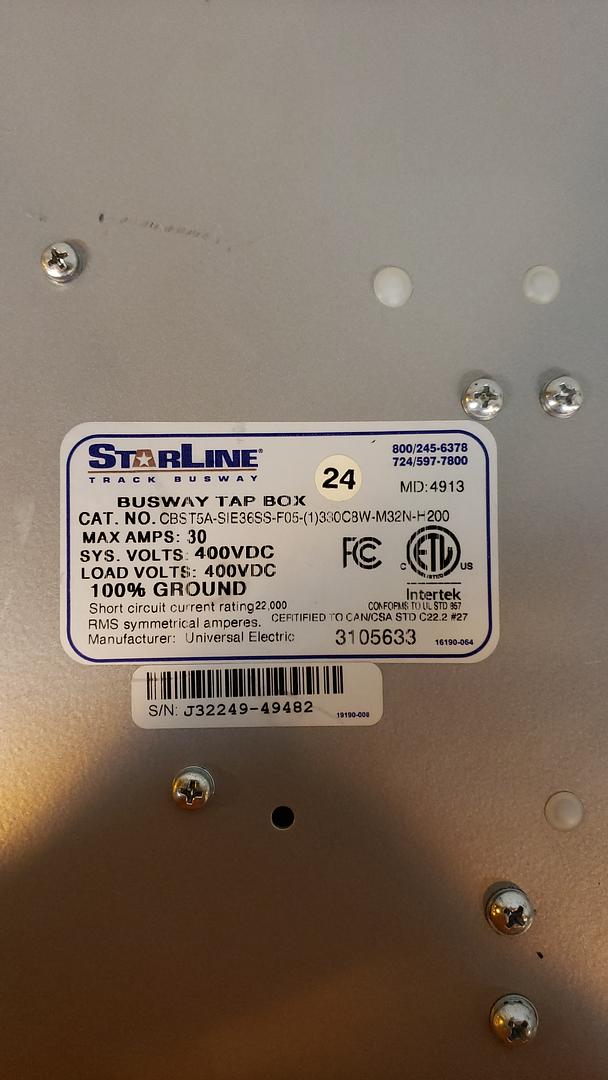 STARLINE®
TRACK BUSWAY
24
800/245-6378
724/597-7800
MD:4913
BUSWAY TAP BOX
CAT. NO. CBST5A-SIE36SS-F05-(1)330C8W-M32N-H200
MAX AMPS: 30
SYS. VOLTS: 400VDC
LOAD VOLTS: 400VDC
100% GROUND
FC
C ETL US
LISTED
Intertek
Short circuit current rating 22,000
RMS symmetrical amperes.
CONFORMS TO UL STD 857
CERTIFIED TO CAN/CSA STD C22.2 #27
Manufacturer: Universal Electric
3105633
16190-064
S/N: J32249-49482
19190-008